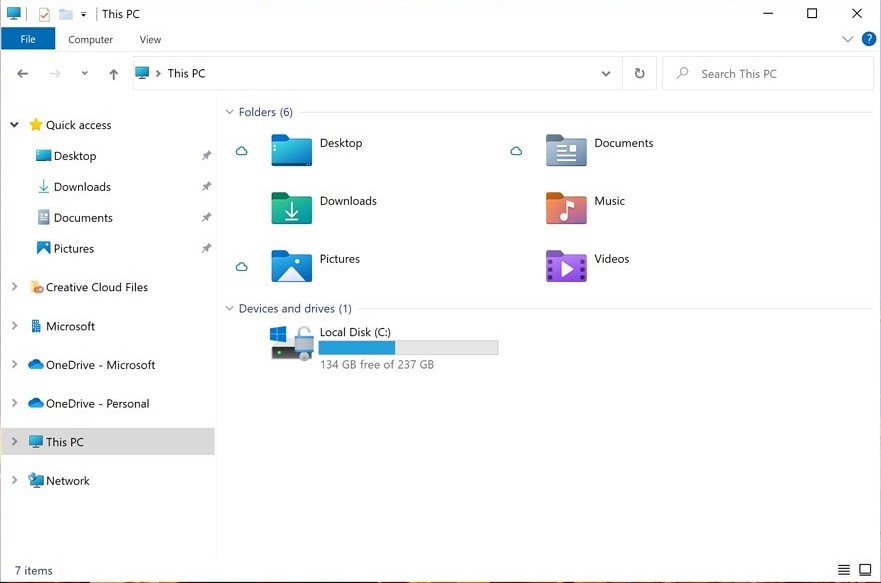 This PC
File Computer View ?
This PC Search This PC
Quick access
Desktop
Downloads
Documents
Pictures
Creative Cloud Files
Microsoft
OneDrive - Microsoft
OneDrive - Personal
This PC
Network
Folders (6)
Desktop Documents
Downloads Music
Pictures Videos
Devices and drives (1)
Local Disk (C:)
134 GB free of 237 GB
7 items